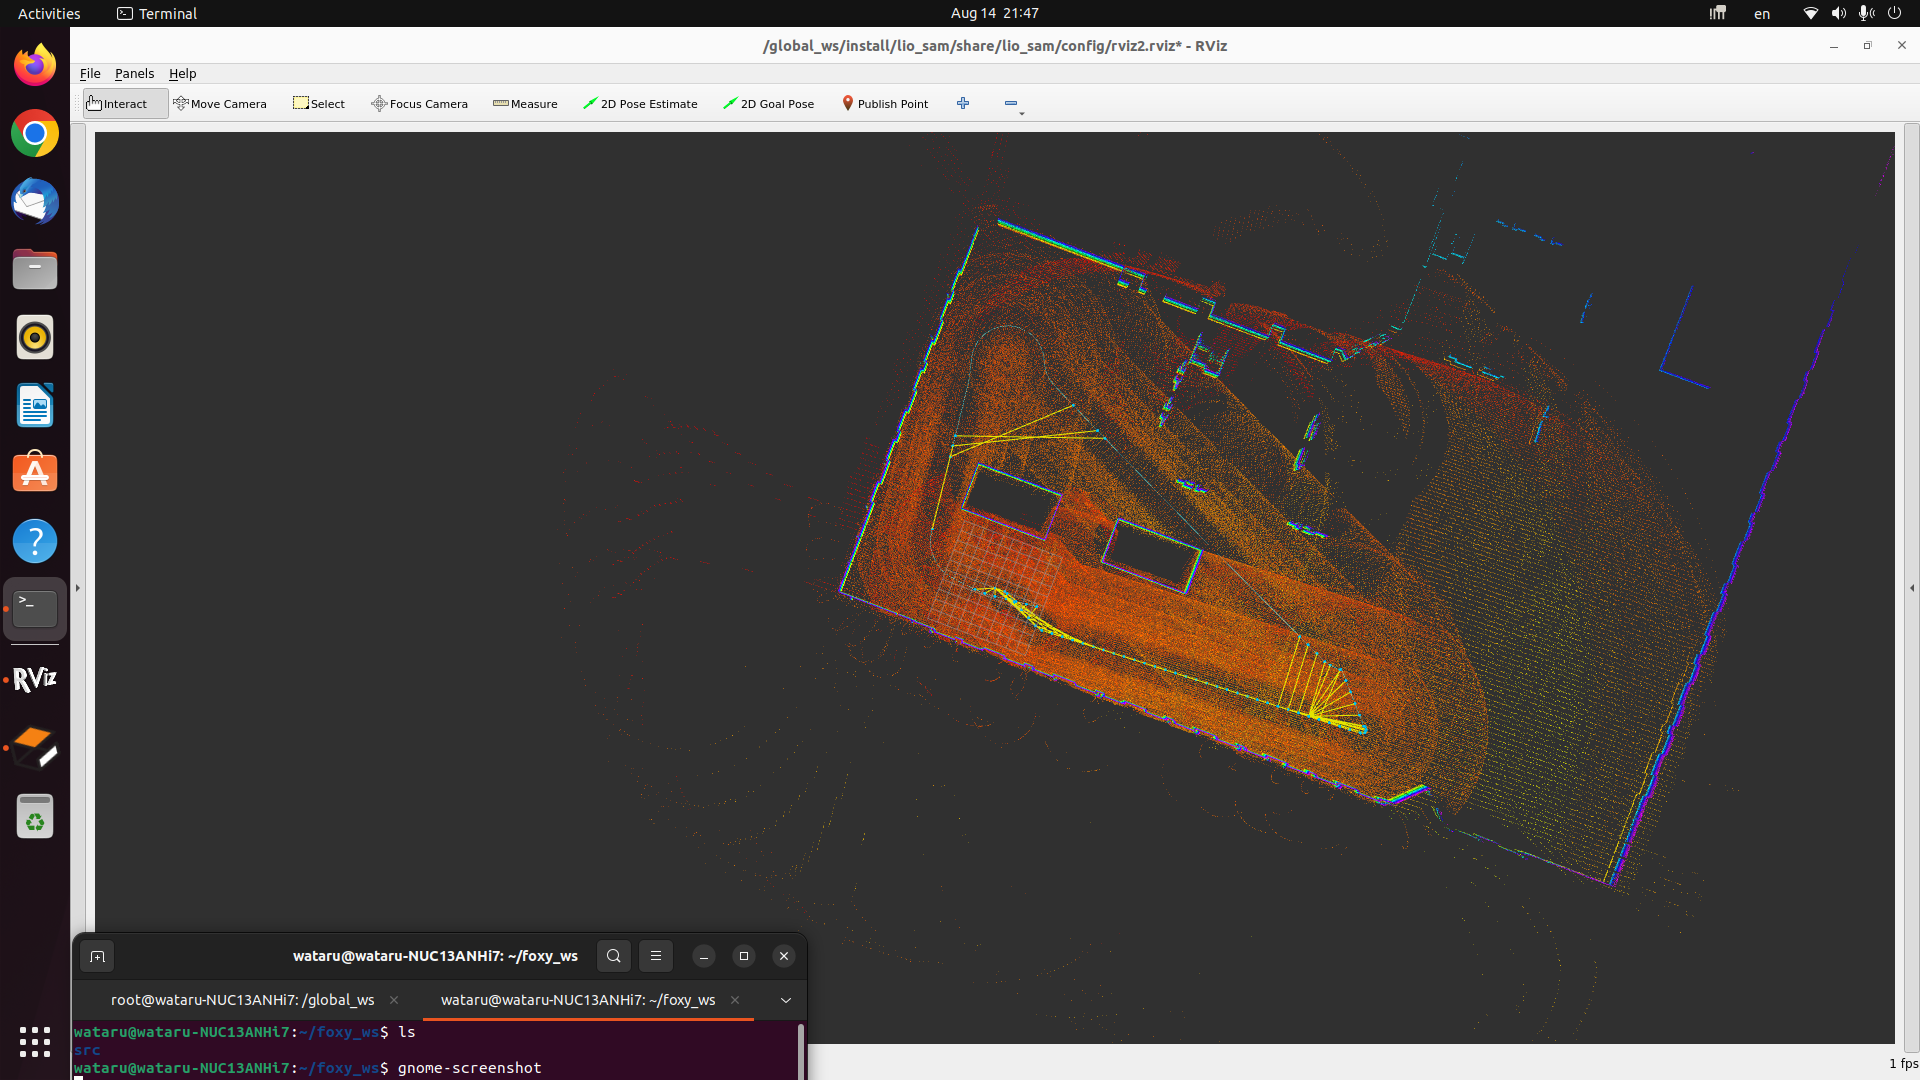 Activities
Terminal
Aug 14 21:47
en
/global_ws/install/lio_sam/share/lio_sam/config/rviz2.rviz* - RViz
File Panels Help
Interact Move Camera Select Focus Camera Measure 2D Pose Estimate 2D Goal Pose Publish Point
RViz
wataru@wataru-NUC13ANHi7: ~/foxy_ws
root@wataru-NUC13ANHi7: /global_ws
wataru@wataru-NUC13ANHi7: ~/foxy_ws
wataru@wataru-NUC13ANHi7:~/foxy_ws$ ls
src
wataru@wataru-NUC13ANHi7:~/foxy_ws$ gnome-screenshot
1 fps